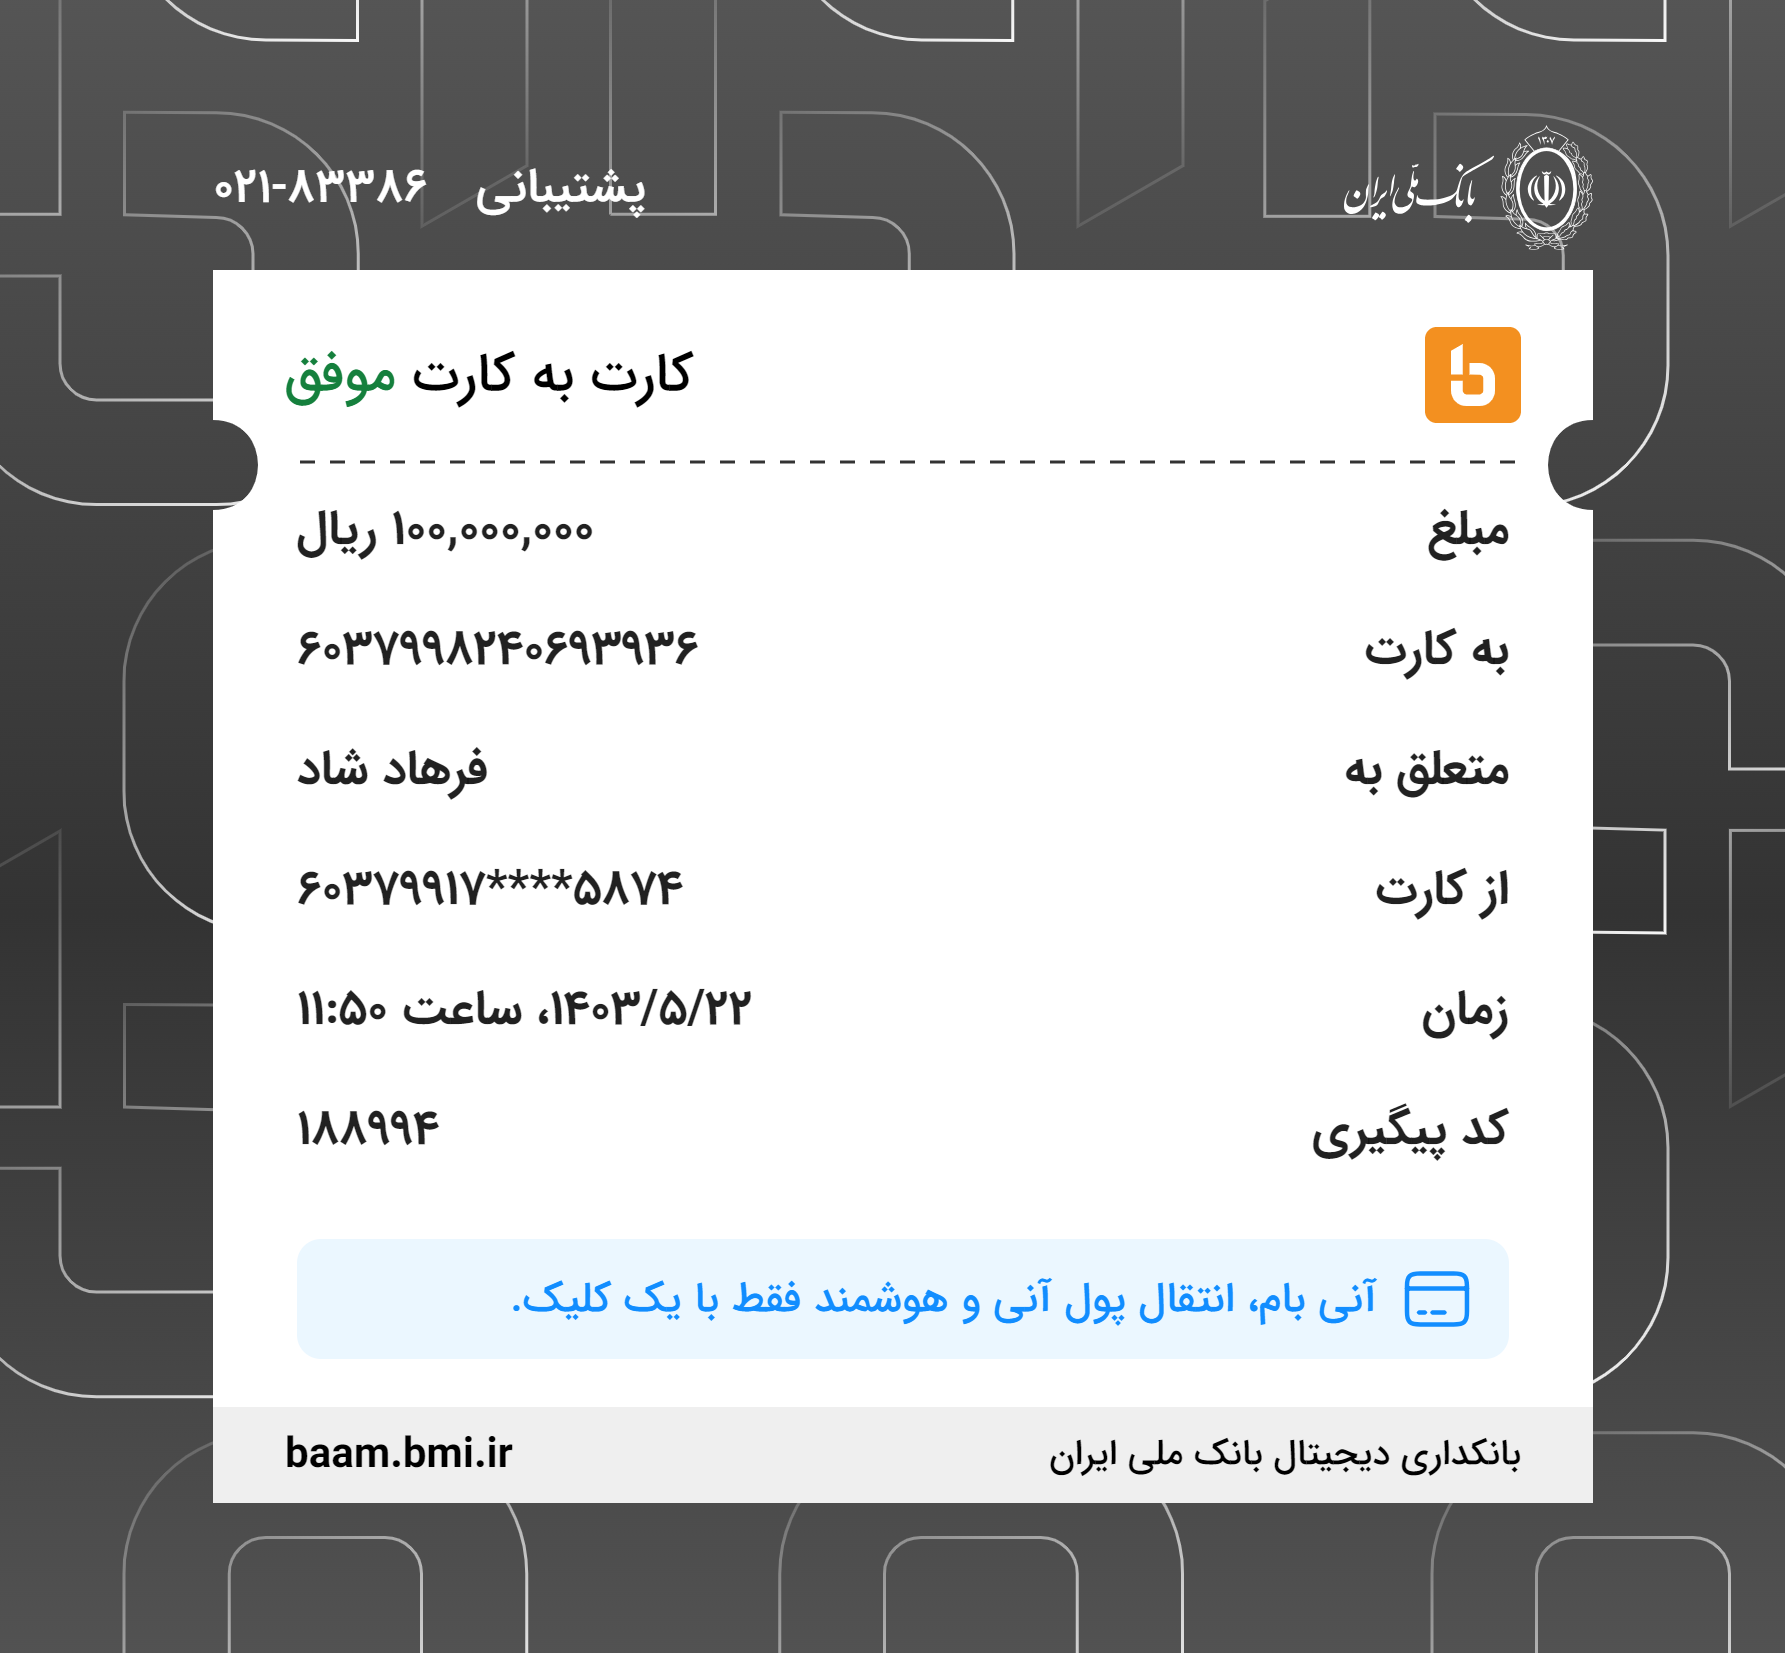 ۱۳۰۷
بانک ملّی ایران
پشتیبانی ۰۲۱-۸۳۳۸۶
کارت به کارت موفق
مبلغ ۱۰۰,۰۰۰,۰۰۰ ریال
به کارت ۶۰۳۷۹۹۸۲۴۰۶۹۳۹۳۶
متعلق به فرهاد شاد
از کارت ۶۰۳۷۹۹۱۷****۵۸۷۴
زمان ۱۴۰۳/۵/۲۲، ساعت ۱۱:۵۰
کد پیگیری ۱۸۸۹۹۴
آنی بام، انتقال پول آنی و هوشمند فقط با یک کلیک.
بانکداری دیجیتال بانک ملی ایران baam.bmi.ir